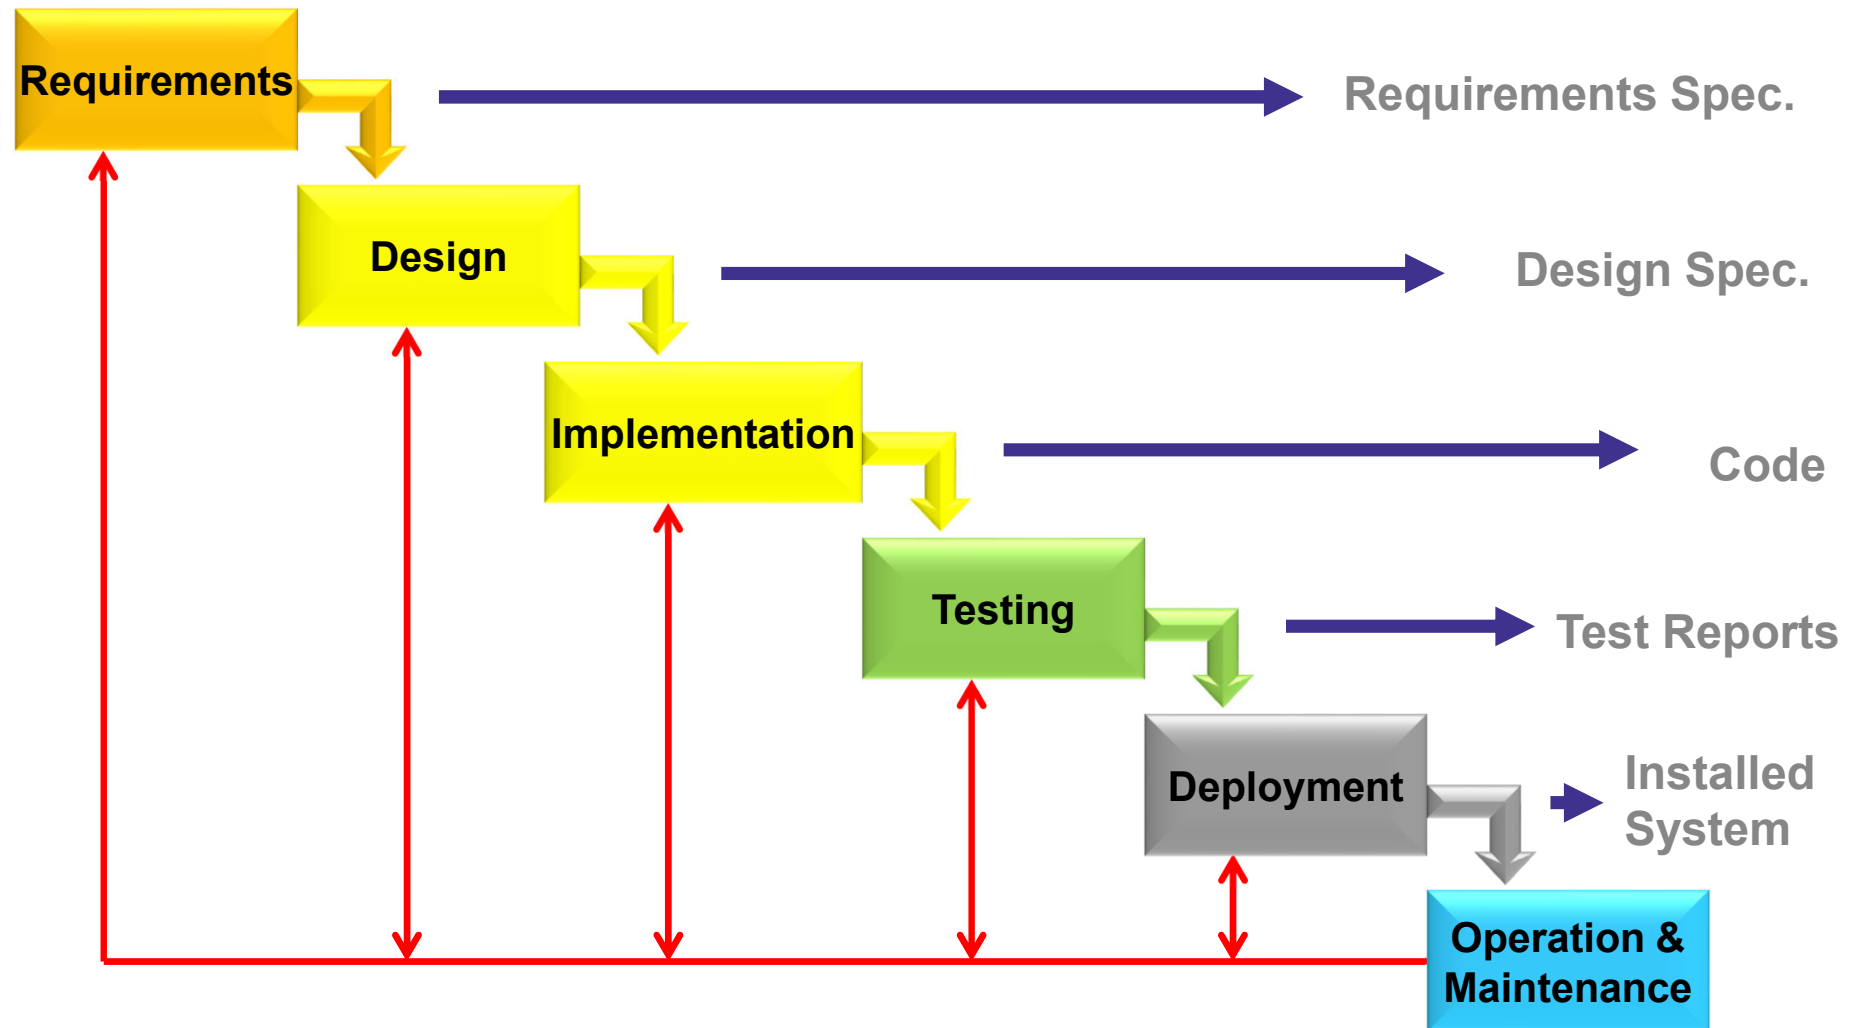 Requirements
Requirements Spec.
Design
Design Spec.
Implementation
Code
Testing
Test Reports
Deployment
Installed
System
Operation &
Maintenance